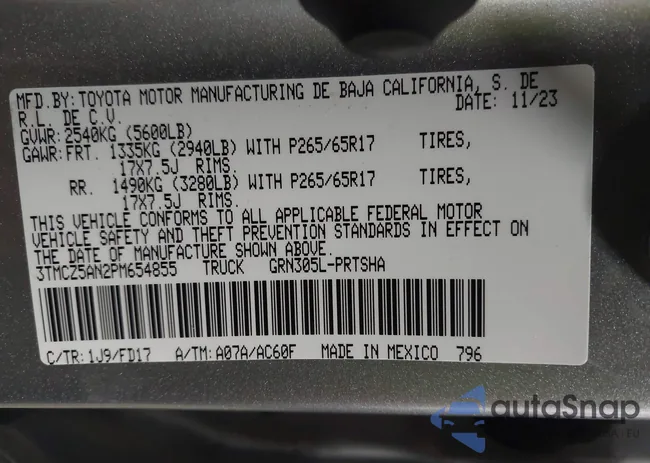 MFD.BY:TOYOTA MOTOR MANUFACTURING DE BAJA CALIFORNIA, S. DE
R.L. DE C.V. DATE: 11/23
GVWR:2540KG (5600LB)
GAWR:FRT. 1335KG (2940LB) WITH P265/65R17 TIRES,
17X7.5J RIMS.
RR. 1490KG (3280LB) WITH P265/65R17 TIRES,
17X7.5J RIMS.
THIS VEHICLE CONFORMS TO ALL APPLICABLE FEDERAL MOTOR
VEHICLE SAFETY AND THEFT PREVENTION STANDARDS IN EFFECT ON
THE DATE OF MANUFACTURE SHOWN ABOVE.
3TMCZ5AN2PM654855 TRUCK GRN305L-PRTSHA
C/TR:1J9/FD17 A/TM:A07A/AC60F MADE IN MEXICO 796
autoSnap